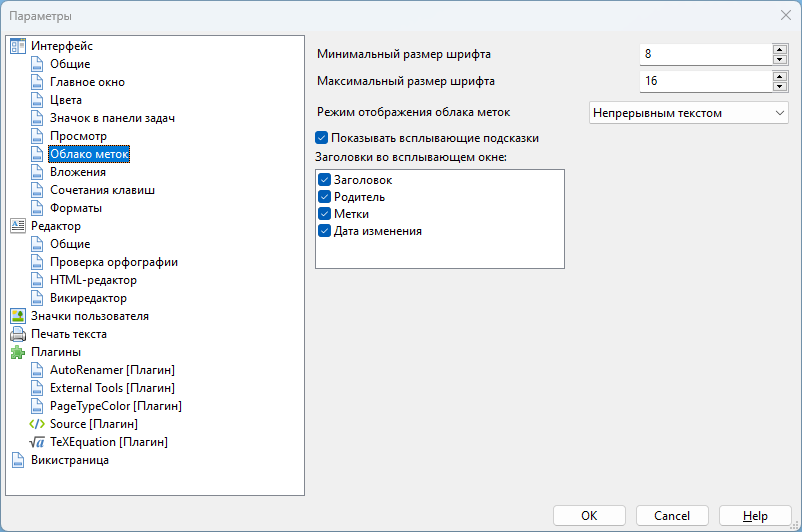 Параметры
Интерфейс
Общие
Главное окно
Цвета
Значок в панели задач
Просмотр
Облако меток
Вложения
Сочетания клавиш
Форматы
Редактор
Общие
Проверка орфографии
HTML-редактор
Викиредактор
Значки пользователя
Печать текста
Плагины
AutoRenamer [Плагин]
External Tools [Плагин]
PageTypeColor [Плагин]
Source [Плагин]
TeXEquation [Плагин]
Викистраница
Минимальный размер шрифта 8
Максимальный размер шрифта 16
Режим отображения облака меток Непрерывным текстом
Показывать всплывающие подсказки
Заголовки во всплывающем окне:
Заголовок
Родитель
Метки
Дата изменения
OK Cancel Help